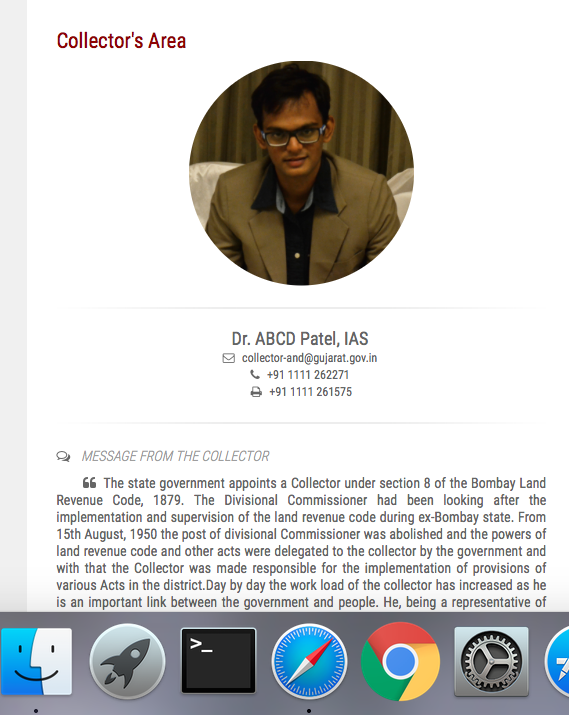 Collector's Area
Dr. ABCD Patel, IAS
collector-and@gujarat.gov.in
+91 1111 262271
+91 1111 261575
MESSAGE FROM THE COLLECTOR
“ The state government appoints a Collector under section 8 of the Bombay Land
Revenue Code, 1879. The Divisional Commissioner had been looking after the
implementation and supervision of the land revenue code during ex-Bombay state. From
15th August, 1950 the post of divisional Commissioner was abolished and the powers of
land revenue code and other acts were delegated to the collector by the government and
with that the Collector was made responsible for the implementation of provisions of
various Acts in the district.Day by day the work load of the collector has increased as he
is an important link between the government and people. He, being a representative of
>_